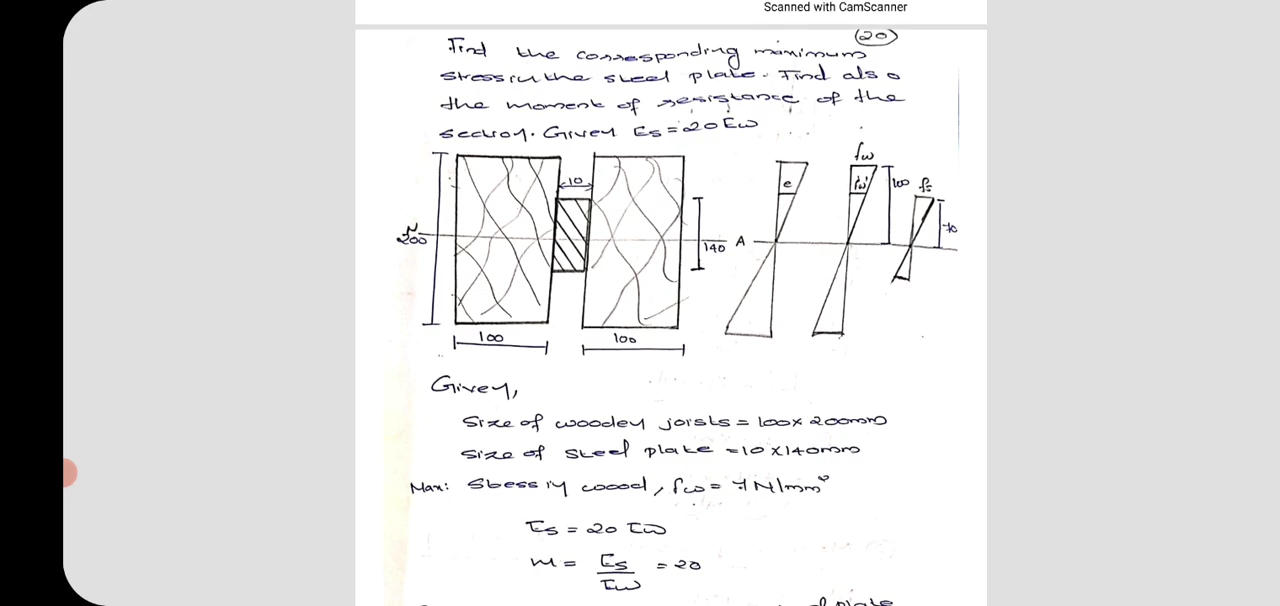 Scanned with CamScanner
(20)
Find the corresponding maximum
stress in the steel plate. Find also
the moment of resistance of the
section. Given Es = 20 Ew
fw
10
e
fw'
100
fs
70
N
200
140
A
100
100
Given,
Size of wooden joists = 100 x 200mm
Size of steel plate = 10 x 140mm
Max: Stress in wood, fw = 7 N/mm²
Es = 20 Ew
m = Es/Ew = 20
plate